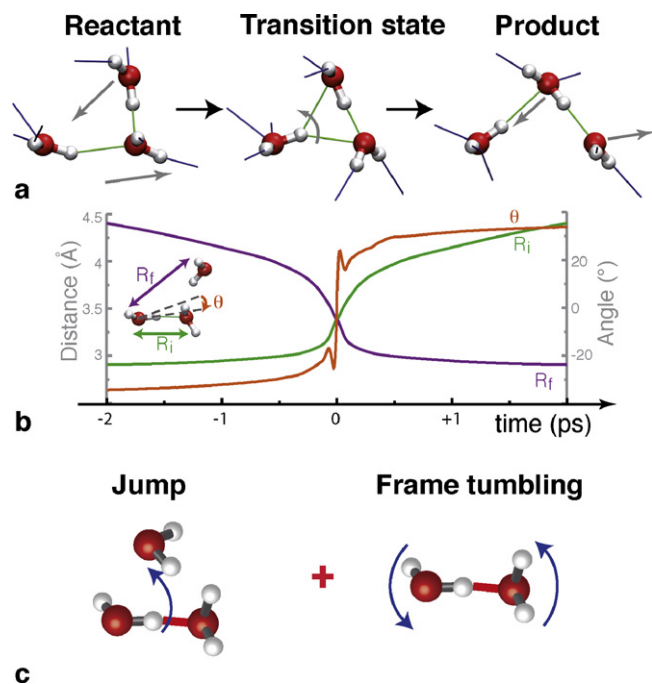 Reactant Transition state Product
a
4.5
4
3.5
3
Distance (Å)
R_f
θ
R_i
θ
R_i
R_f
20
0
-20
Angle (°)
-2 -1 0 +1
time (ps)
b
Jump Frame tumbling
+
c